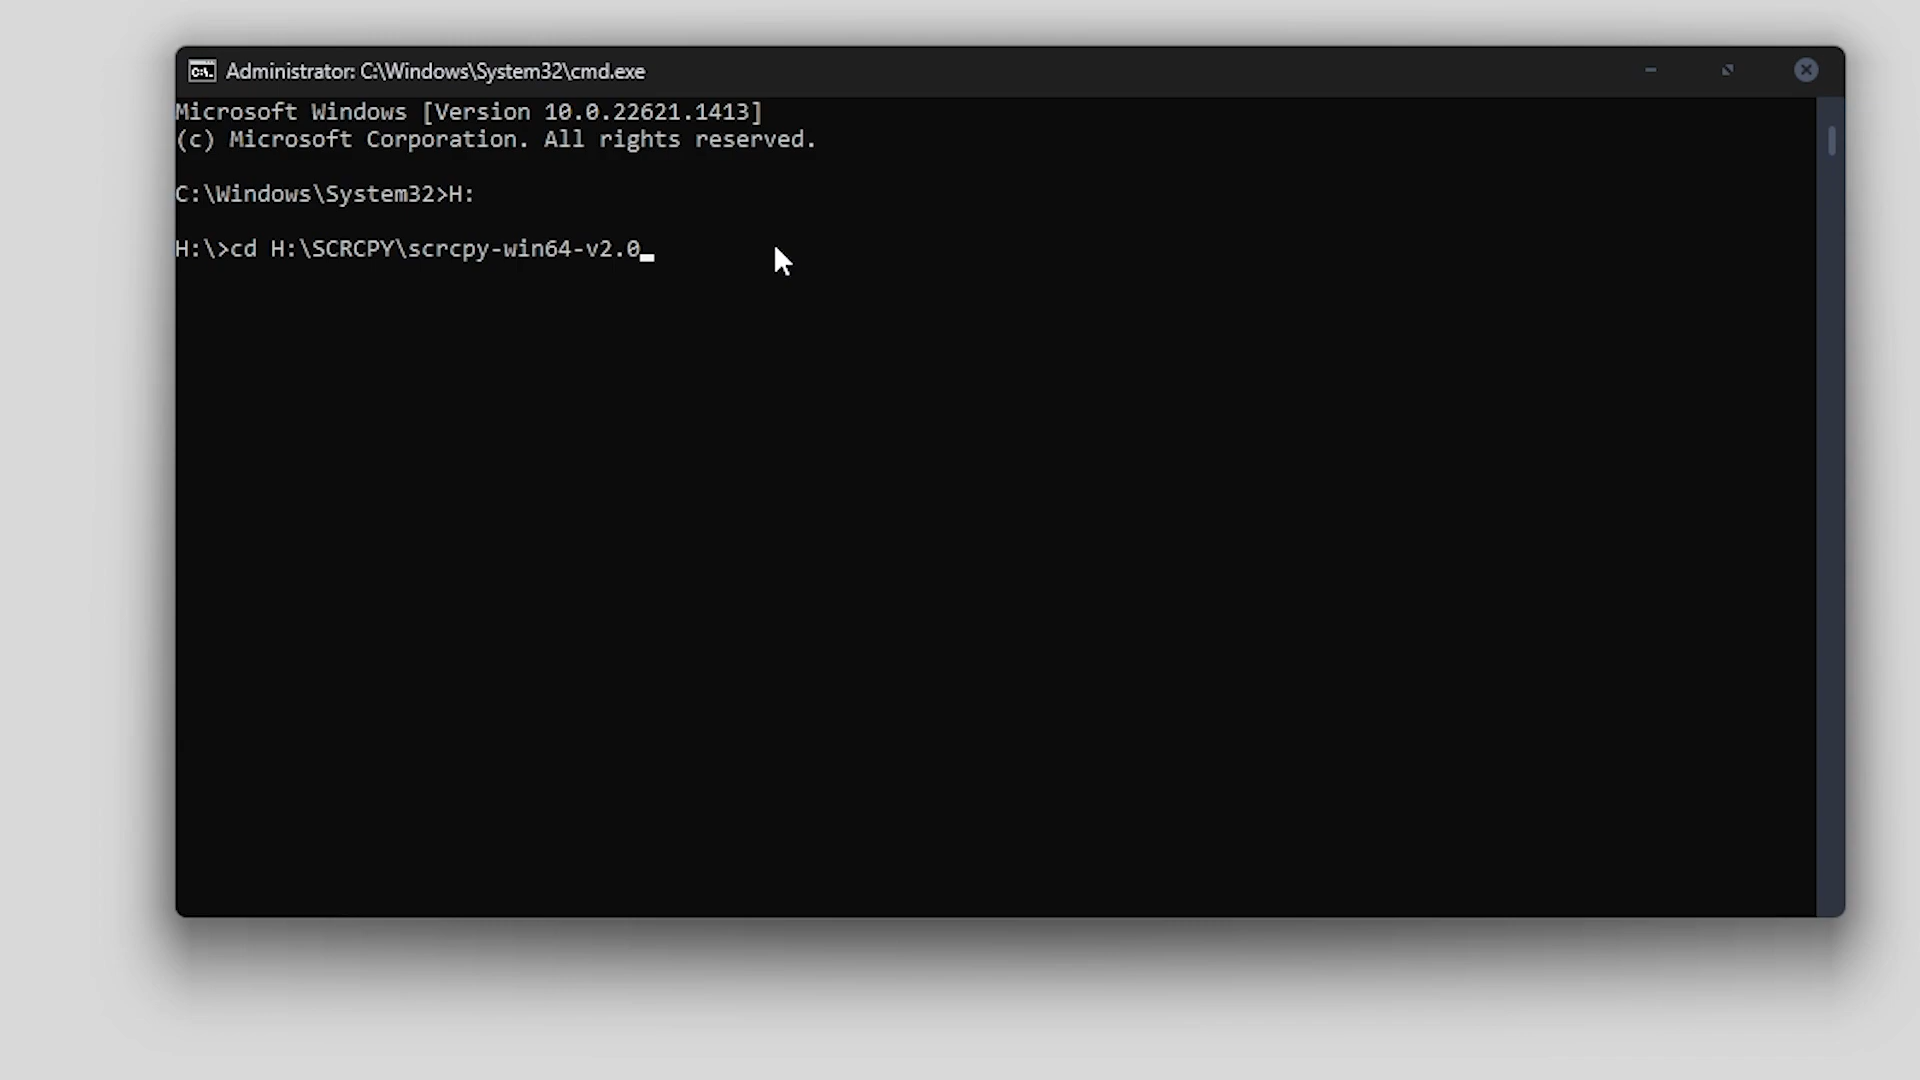 Administrator: C:\Windows\System32\cmd.exe
Microsoft Windows [Version 10.0.22621.1413]
(c) Microsoft Corporation. All rights reserved.
C:\Windows\System32>H:
H:\>cd H:\SCRCPY\scrcpy-win64-v2.0